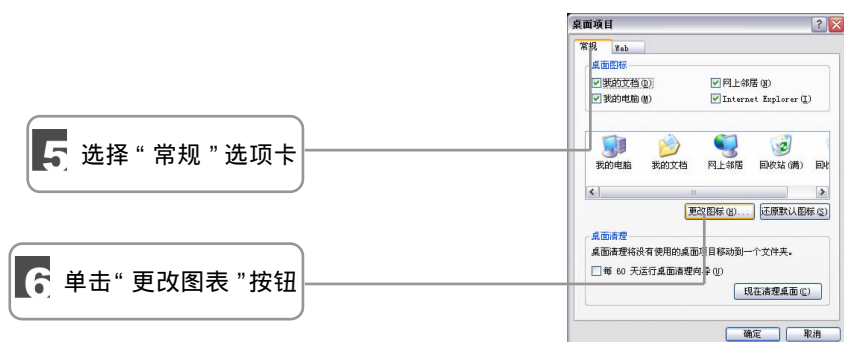 桌面项目
常规 Web
桌面图标
我的文档(D) 网上邻居(N)
我的电脑(M) Internet Explorer(I)
5 选择“常规”选项卡
我的电脑 我的文档 网上邻居 回收站(满)
更改图标(H)... 还原默认图标(S)
桌面清理
6 单击“更改图表”按钮
桌面清理将没有使用的桌面项目移动到一个文件夹。
每 60 天运行桌面清理向导(U)
现在清理桌面(C)
确定 取消